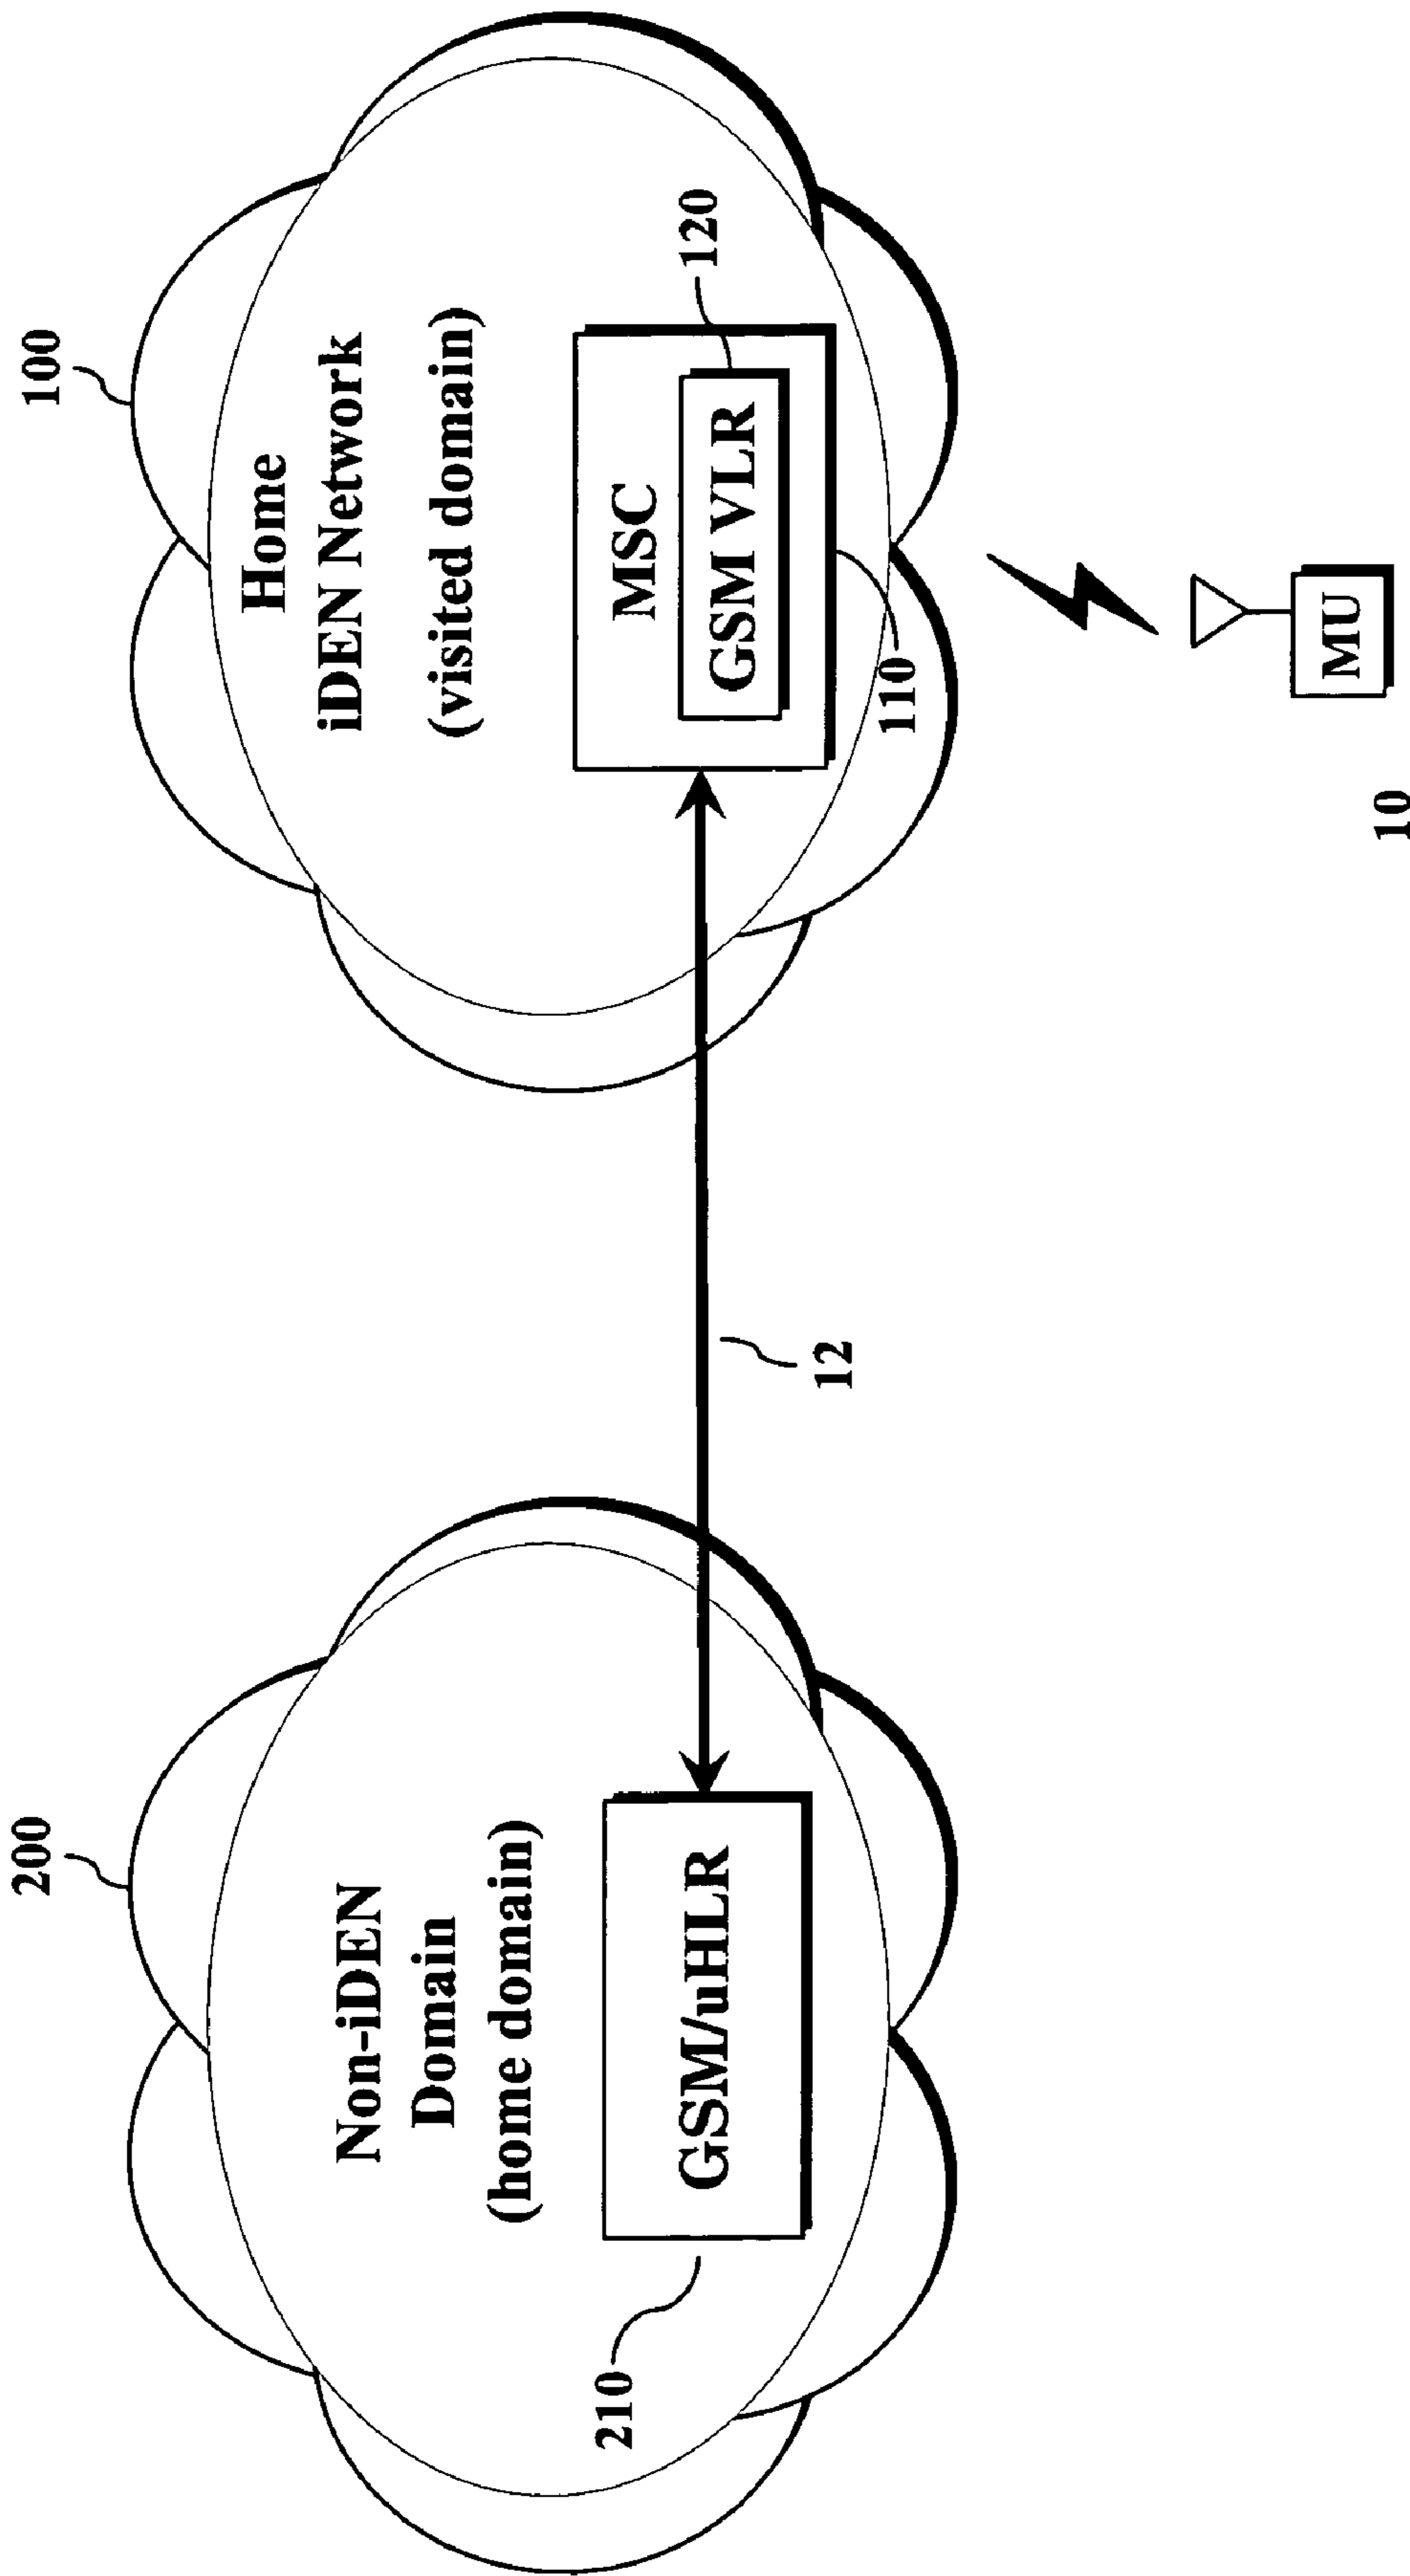 200
100
Non-iDEN
Domain
(home domain)
Home
iDEN Network
(visited domain)
GSM/uHLR
MSC
GSM VLR
210
12
110
120
MU
10